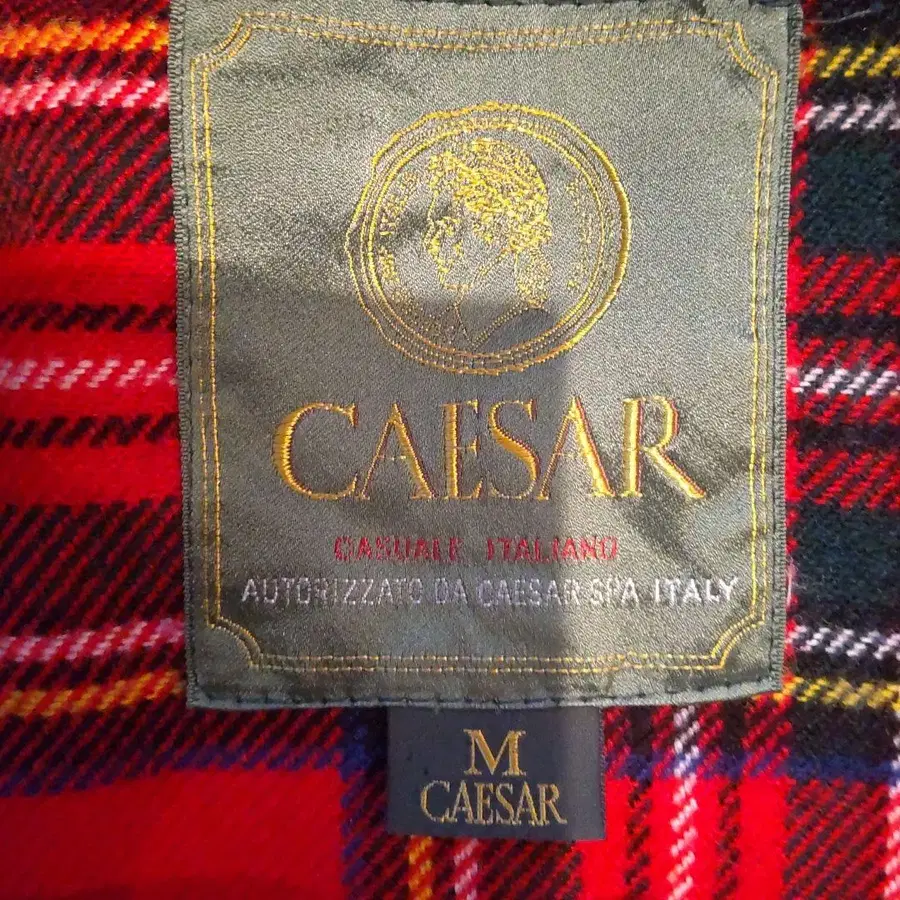 CAESAR
CASUALE ITALIANO
AUTORIZZATO DA CAESAR SPA ITALY
M
CAESAR